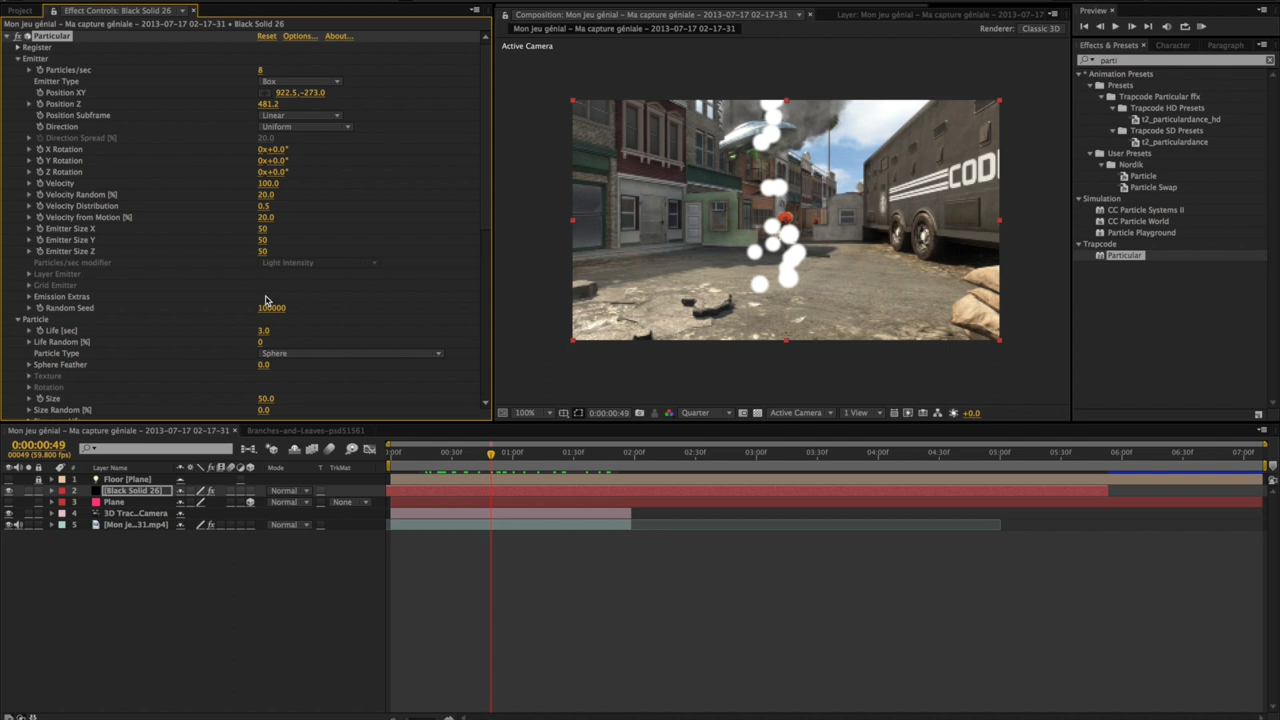 Project
Effect Controls: Black Solid 26
Mon jeu génial - Ma capture géniale - 2013-07-17 02-17-31 • Black Solid 26
fx Particular Reset Options... About...
Register
Emitter
Particles/sec 8
Emitter Type Box
Position XY 922.5,-273.0
Position Z 481.2
Position Subframe Linear
Direction Uniform
Direction Spread [%] 20.0
X Rotation 0x+0.0°
Y Rotation 0x+0.0°
Z Rotation 0x+0.0°
Velocity 100.0
Velocity Random [%] 20.0
Velocity Distribution 0.5
Velocity from Motion [%] 20.0
Emitter Size X 50
Emitter Size Y 50
Emitter Size Z 50
Particles/sec modifier Light Intensity
Layer Emitter
Grid Emitter
Emission Extras
Random Seed 100000
Particle
Life [sec] 3.0
Life Random [%] 0
Particle Type Sphere
Sphere Feather 0.0
Texture
Rotation
Size 50.0
Size Random [%] 0.0
Composition: Mon jeu génial - Ma capture géniale - 2013-07-17 02-17-31
Layer: Mon jeu génial - Ma capture géniale - 2013-07-17 02-17-31
Mon jeu génial - Ma capture géniale - 2013-07-17 02-17-31
Renderer: Classic 3D
Active Camera
COD
100% 0:00:00:49 Quarter Active Camera 1 View +0.0
Preview
Effects & Presets Character Paragraph
parti
* Animation Presets
Presets
Trapcode Particular ffx
Trapcode HD Presets
t2_particulardance_hd
Trapcode SD Presets
t2_particulardance
User Presets
Nordik
Particle
Particle Swap
Simulation
CC Particle Systems II
CC Particle World
Particle Playground
Trapcode
Particular
Mon jeu génial - Ma capture géniale - 2013-07-17 02-17-31
Branches-and-Leaves-psd51561
0:00:00:49
00049 (59.800 fps)
:00f 00:30f 01:00f 01:30f 02:00f 02:30f 03:00f 03:30f 04:00f 04:30f 05:00f 05:30f 06:00f 06:30f 07:00f
# Layer Name Mode T TrkMat
1 Floor [Plane]
2 [Black Solid 26] fx Normal
3 Plane Normal None
4 3D Trac...Camera
5 [Mon je...31.mp4] fx Normal